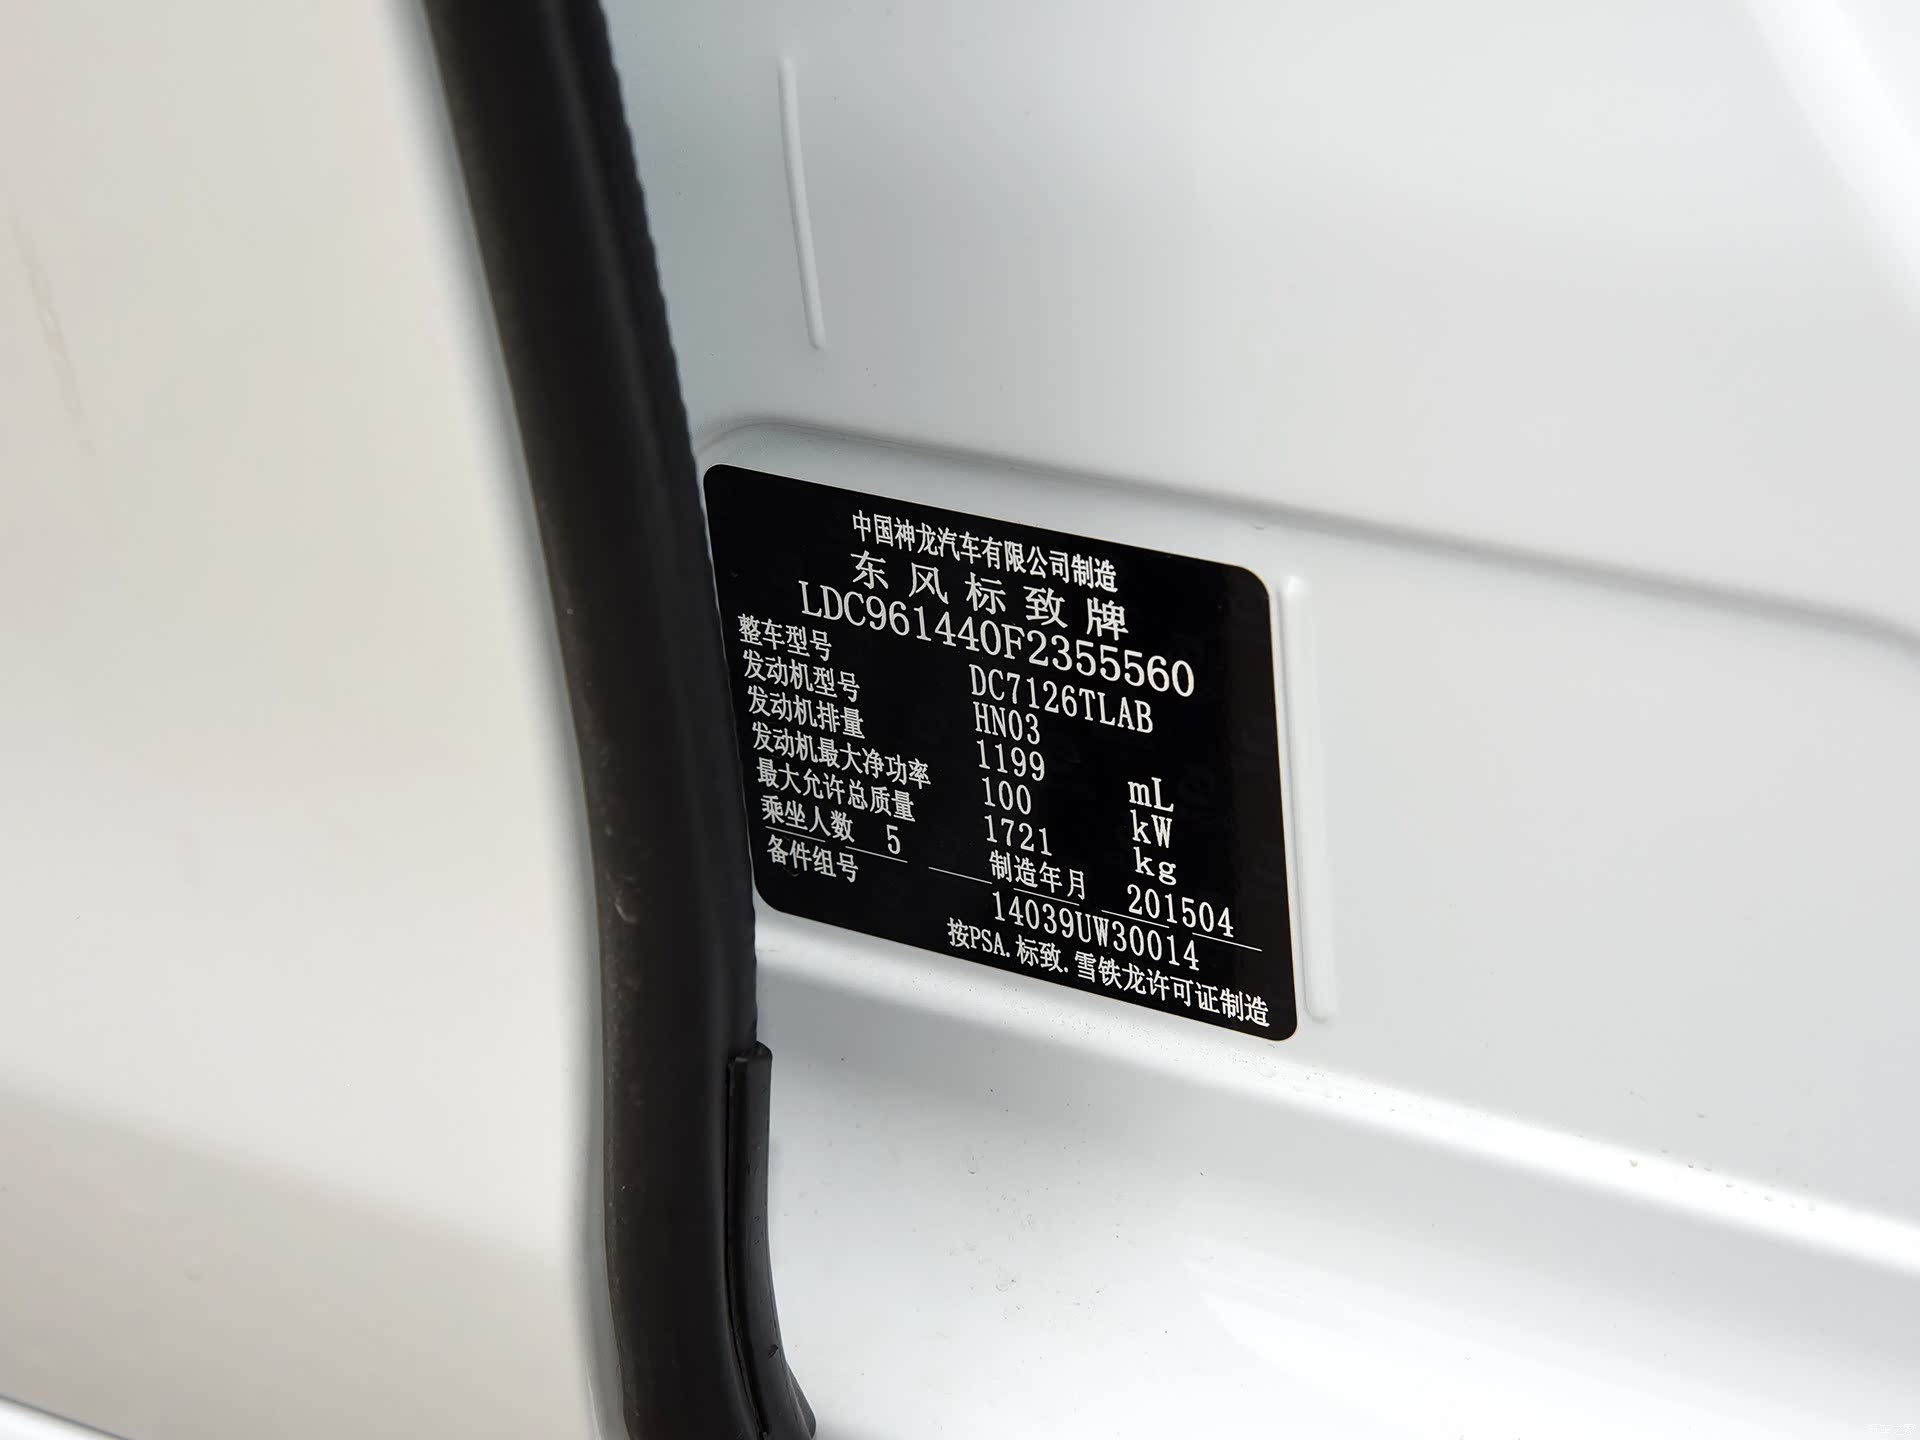 中国神龙汽车有限公司制造
东风标致牌
LDC961440F2355560
整车型号 DC7126TLAB
发动机型号 HN03
发动机排量 1199 mL
发动机最大净功率 100 kW
最大允许总质量 1721 kg
乘坐人数 5 制造年月 201504
备件组号 14039UW30014
按PSA.标致.雪铁龙许可证制造